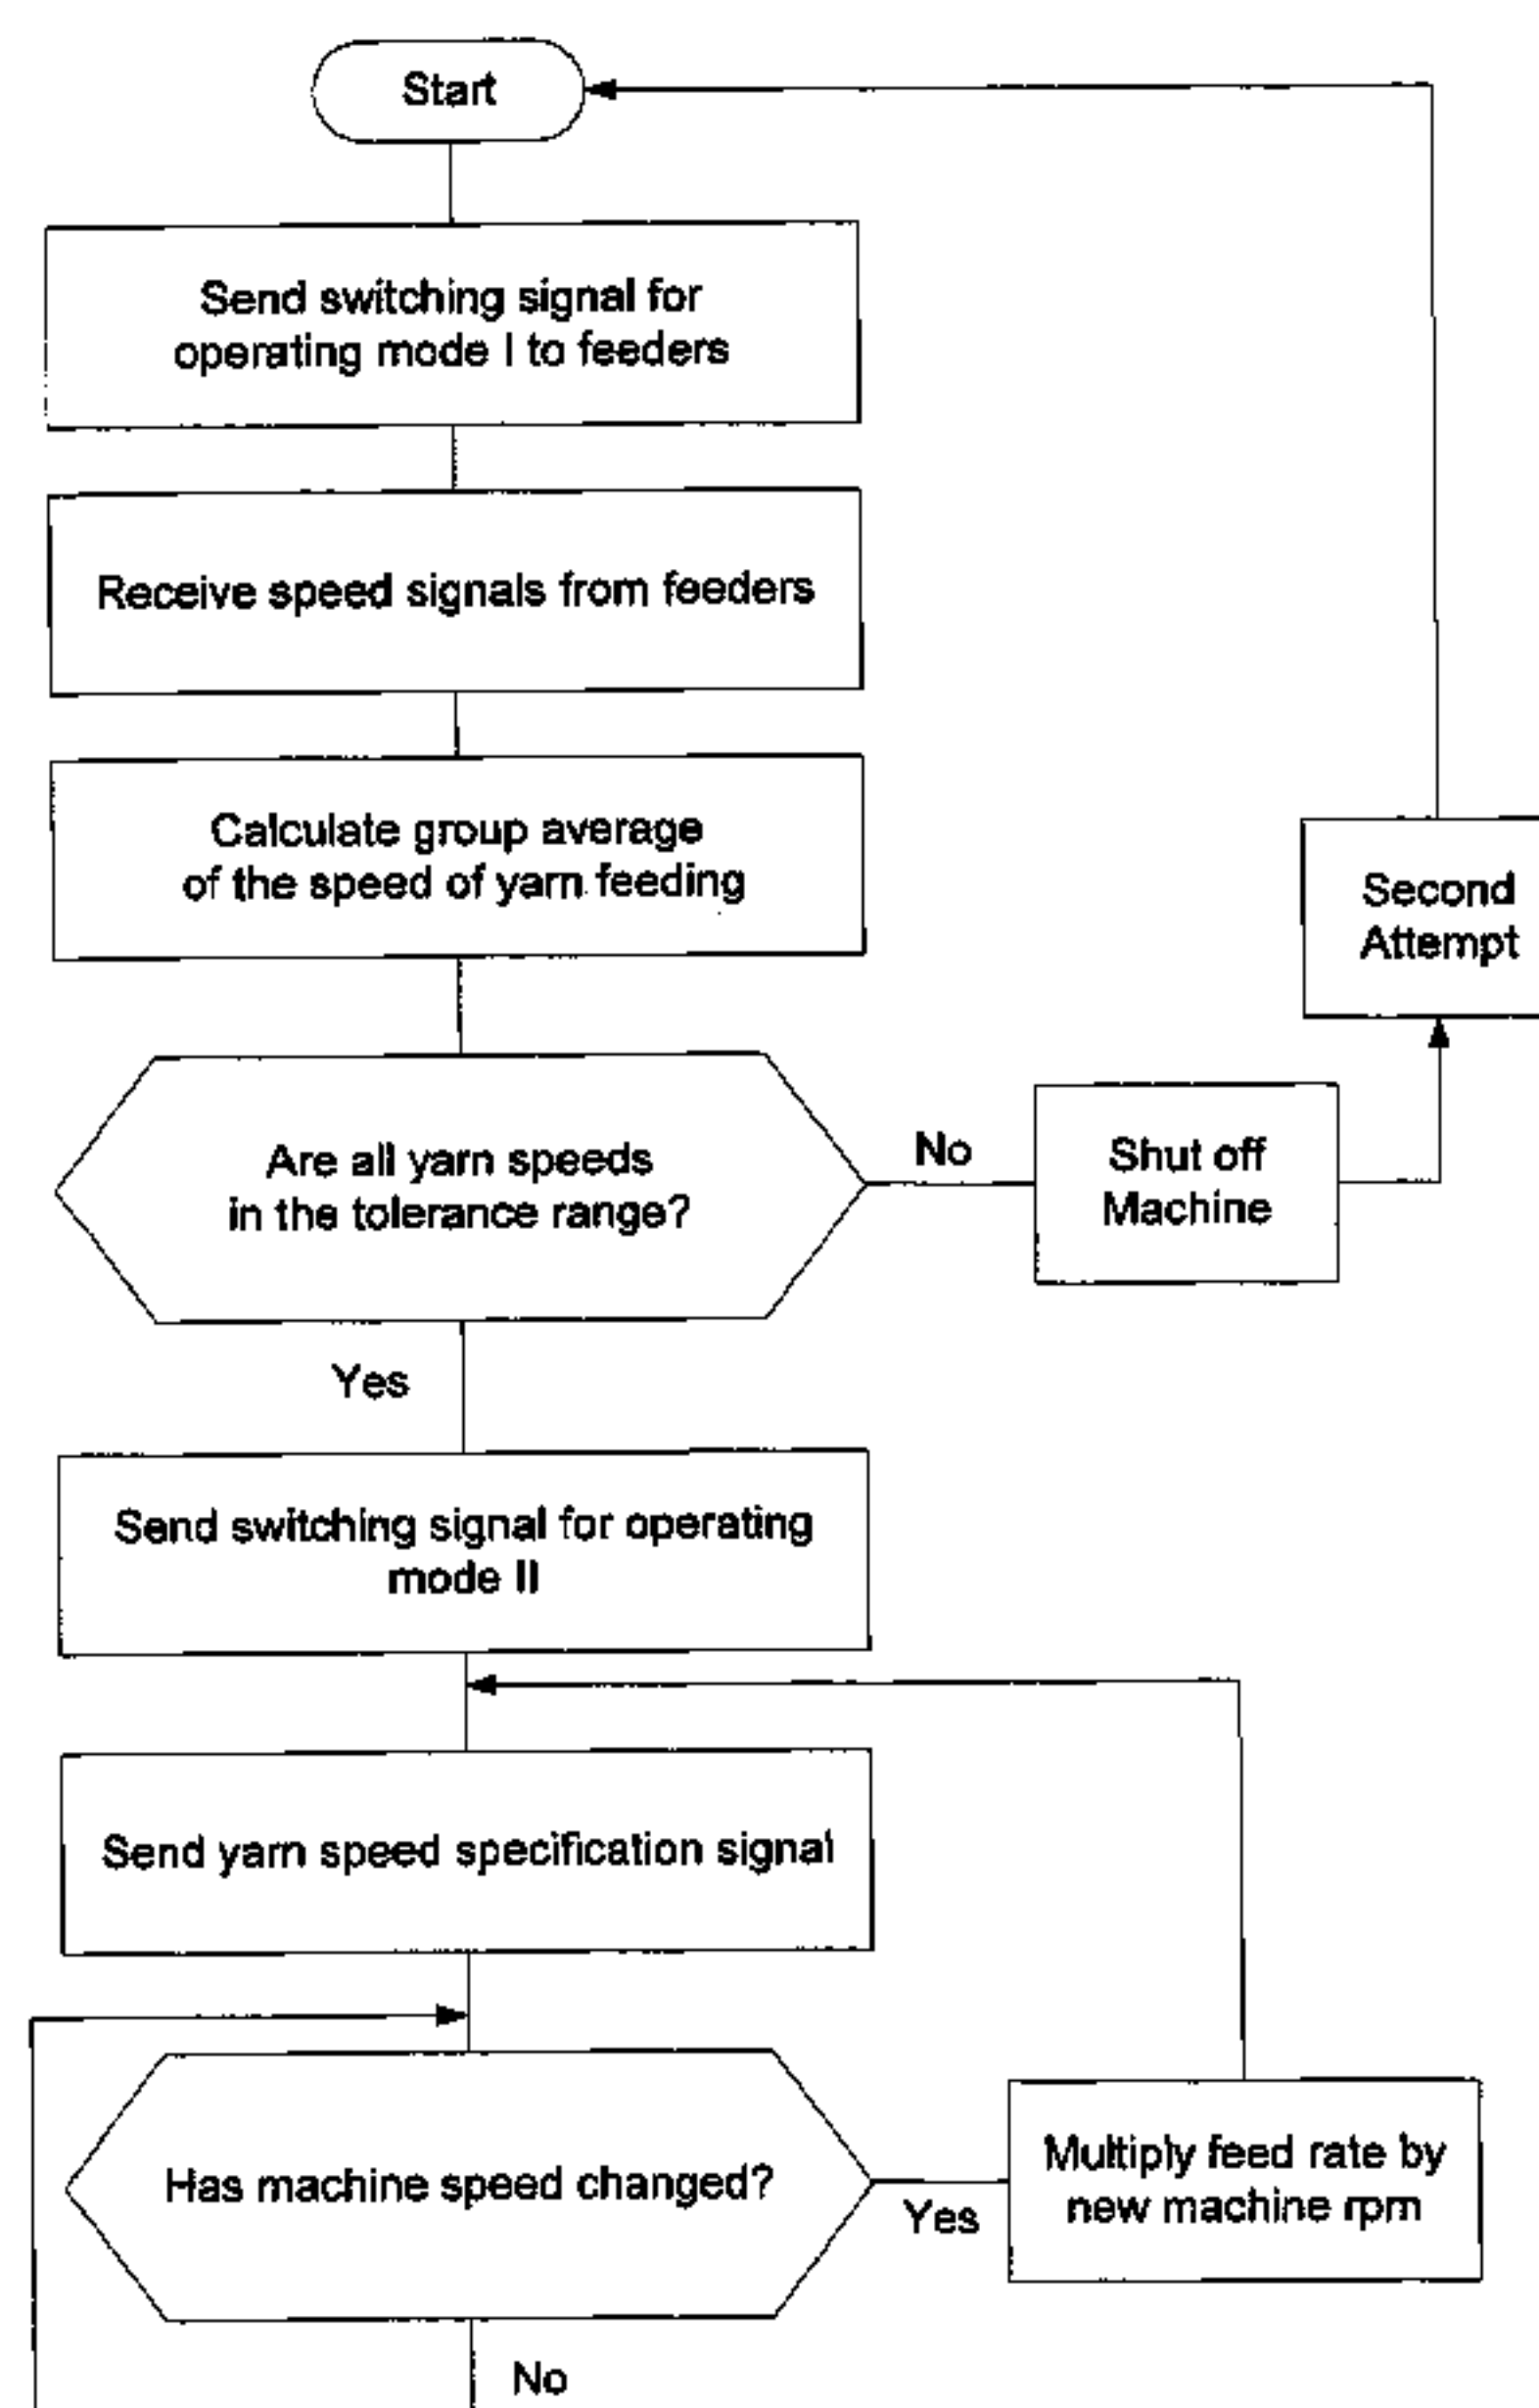 Start
Send switching signal for
operating mode I to feeders
Receive speed signals from feeders
Calculate group average
of the speed of yarn feeding
Second
Attempt
Are all yarn speeds
in the tolerance range?
No
Shut off
Machine
Yes
Send switching signal for operating
mode II
Send yarn speed specification signal
Has machine speed changed?
Yes
Multiply feed rate by
new machine rpm
No